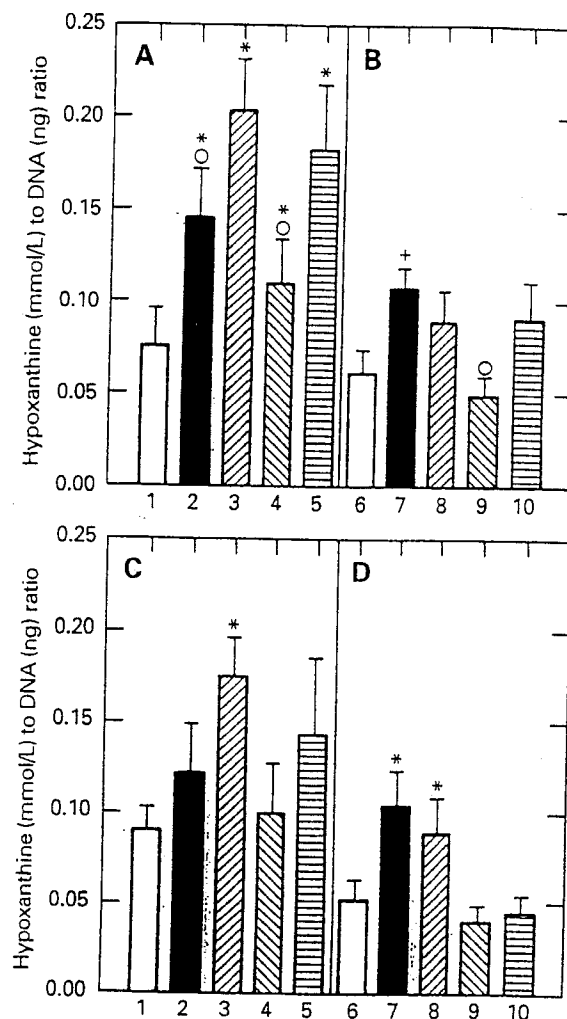 Hypoxanthine (mmol/L) to DNA (ng) ratio
0.25
0.20
0.15
0.10
0.05
0.00
A
B
*
*
*
○
*
○
+
○
1 2 3 4 5 6 7 8 9 10
Hypoxanthine (mmol/L) to DNA (ng) ratio
0.25
0.20
0.15
0.10
0.05
0.00
C
D
*
*
*
1 2 3 4 5 6 7 8 9 10